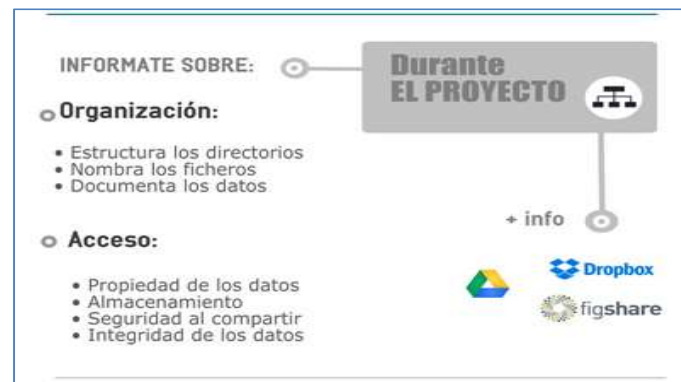 INFORMATE SOBRE:
Durante
EL PROYECTO
Organización:
• Estructura los directorios
• Nombra los ficheros
• Documenta los datos
+ info
Acceso:
• Propiedad de los datos
• Almacenamiento
• Seguridad al compartir
• Integridad de los datos
Dropbox
figshare